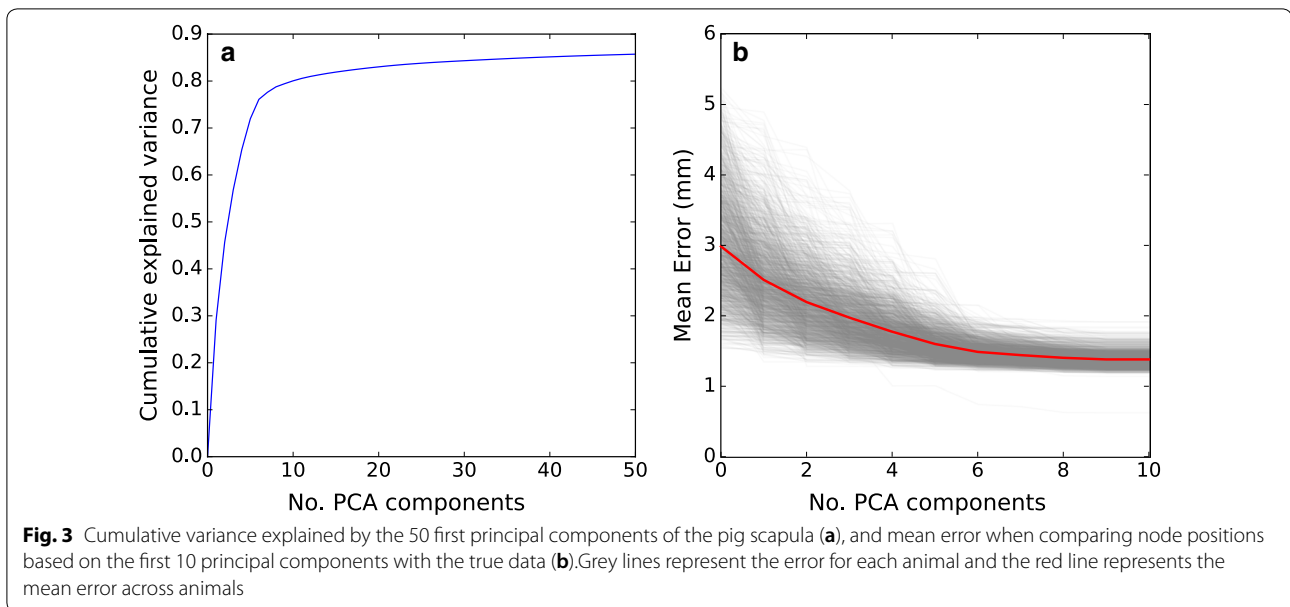 a
Cumulative explained variance
0.9
0.8
0.7
0.6
0.5
0.4
0.3
0.2
0.1
0.0
0 10 20 30 40 50
No. PCA components
b
Mean Error (mm)
6
5
4
3
2
1
0
0 2 4 6 8 10
No. PCA components
Fig. 3 Cumulative variance explained by the 50 first principal components of the pig scapula (a), and mean error when comparing node positions
based on the first 10 principal components with the true data (b).Grey lines represent the error for each animal and the red line represents the
mean error across animals